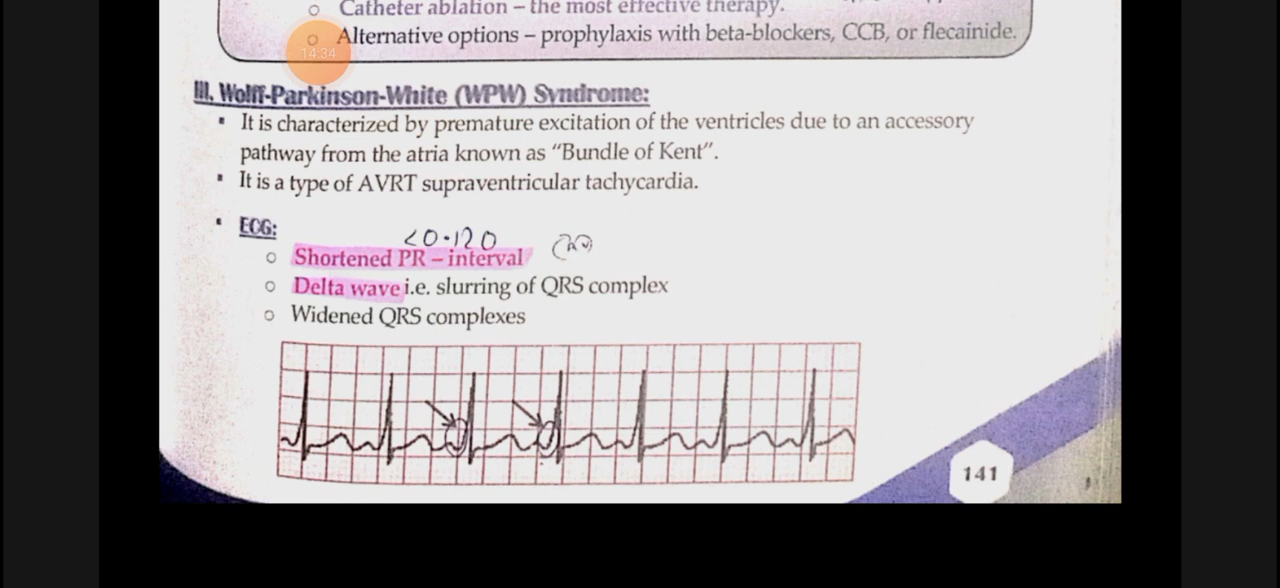 ○ Catheter ablation – the most effective therapy.
○ Alternative options – prophylaxis with beta-blockers, CCB, or flecainide.
14:34
III. Wolff-Parkinson-White (WPW) Syndrome:
▪ It is characterized by premature excitation of the ventricles due to an accessory
pathway from the atria known as “Bundle of Kent”.
▪ It is a type of AVRT supraventricular tachycardia.
▪ ECG:
<0.120
○ Shortened PR – interval
○ Delta wave i.e. slurring of QRS complex
○ Widened QRS complexes
141